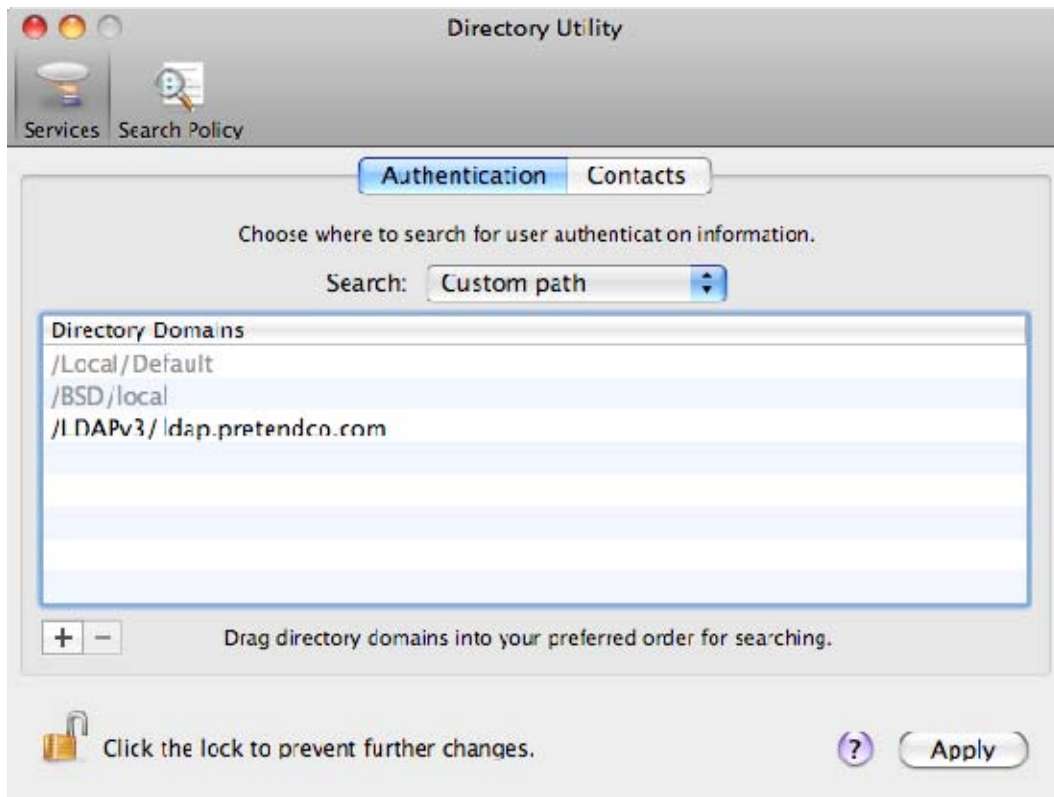 Directory Utility
Services Search Policy
Authentication Contacts
Choose where to search for user authentication information.
Search: Custom path
Directory Domains
/Local/Default
/BSD/local
/LDAPv3/ldap.pretendco.com
+ −
Drag directory domains into your preferred order for searching.
Click the lock to prevent further changes.
? Apply